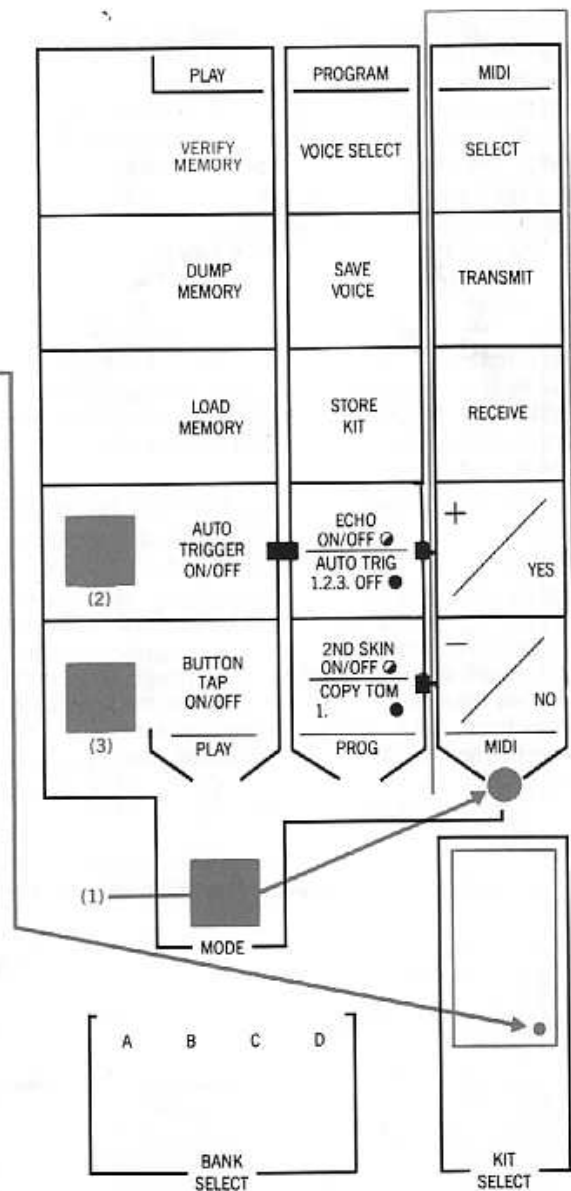 PLAY
PROGRAM
MIDI
VERIFY
MEMORY
VOICE SELECT
SELECT
DUMP
MEMORY
SAVE
VOICE
TRANSMIT
LOAD
MEMORY
STORE
KIT
RECEIVE
(2)
AUTO
TRIGGER
ON/OFF
ECHO
ON/OFF
AUTO TRIG
1.2.3. OFF
+
YES
(3)
BUTTON
TAP
ON/OFF
2ND SKIN
ON/OFF
COPY TOM
1.
−
NO
PLAY
PROG
MIDI
(1)
MODE
A B C D
BANK
SELECT
KIT
SELECT